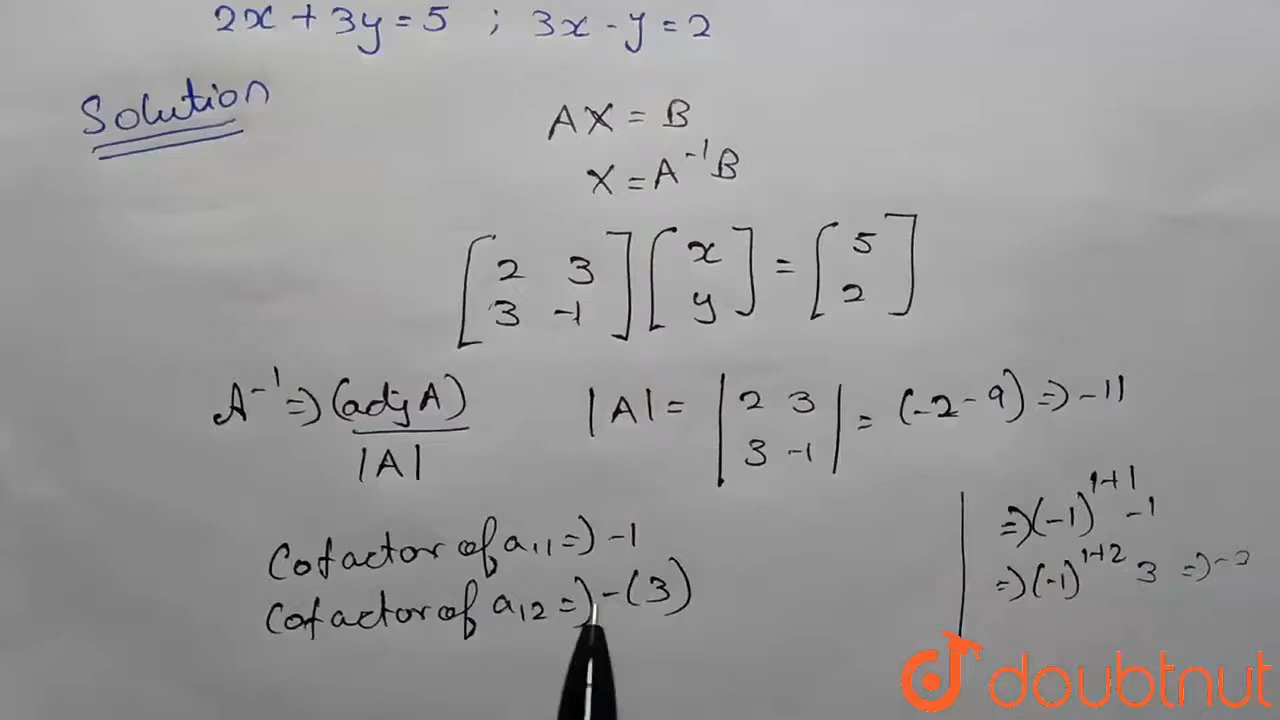 2x + 3y = 5 ; 3x - y = 2
Solution
AX = B
X = A⁻¹B
[2 3; 3 -1] [x; y] = [5; 2]
A⁻¹ => (adj A) / |A|
|A| = |2 3; 3 -1| = (-2 - 9) => -11
Cofactor of a₁₁ => -1
Cofactor of a₁₂ => -(3)
=> (-1)¹⁺¹ -1
=> (-1)¹⁺² 3 => -3
doubtnut